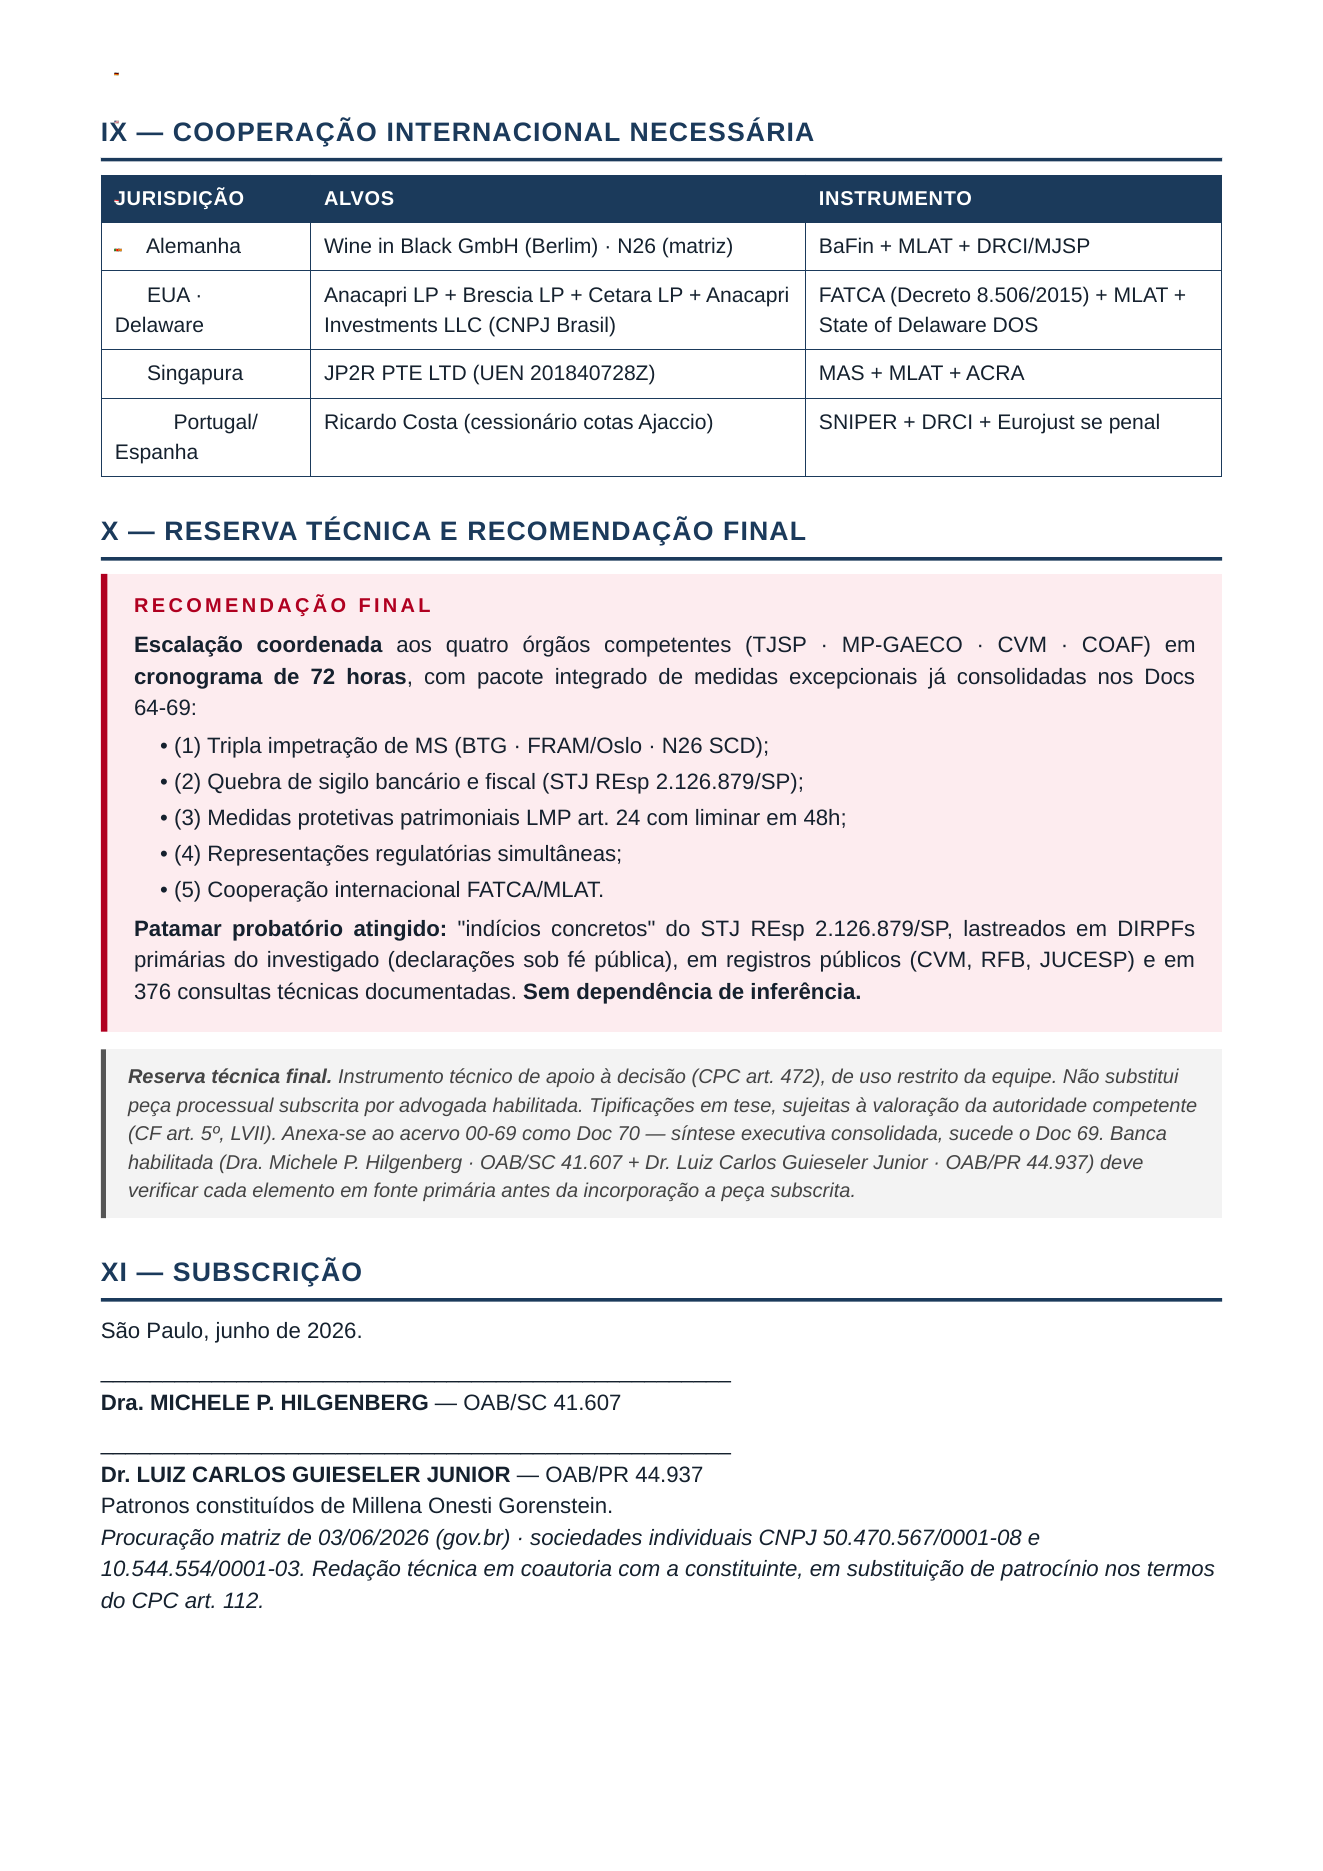 IX — COOPERAÇÃO INTERNACIONAL NECESSÁRIA
JURISDIÇÃO ALVOS INSTRUMENTO
Alemanha Wine in Black GmbH (Berlim) · N26 (matriz) BaFin + MLAT + DRCI/MJSP
EUA · Anacapri LP + Brescia LP + Cetara LP + Anacapri FATCA (Decreto 8.506/2015) + MLAT +
Delaware Investments LLC (CNPJ Brasil) State of Delaware DOS
Singapura JP2R PTE LTD (UEN 201840728Z) MAS + MLAT + ACRA
Portugal/ Ricardo Costa (cessionário cotas Ajaccio) SNIPER + DRCI + Eurojust se penal
Espanha
X — RESERVA TÉCNICA E RECOMENDAÇÃO FINAL
RECOMENDAÇÃO FINAL
Escalação coordenada aos quatro órgãos competentes (TJSP · MP-GAECO · CVM · COAF) em
cronograma de 72 horas, com pacote integrado de medidas excepcionais já consolidadas nos Docs
64-69:
• (1) Tripla impetração de MS (BTG · FRAM/Oslo · N26 SCD);
• (2) Quebra de sigilo bancário e fiscal (STJ REsp 2.126.879/SP);
• (3) Medidas protetivas patrimoniais LMP art. 24 com liminar em 48h;
• (4) Representações regulatórias simultâneas;
• (5) Cooperação internacional FATCA/MLAT.
Patamar probatório atingido: "indícios concretos" do STJ REsp 2.126.879/SP, lastreados em DIRPFs
primárias do investigado (declarações sob fé pública), em registros públicos (CVM, RFB, JUCESP) e em
376 consultas técnicas documentadas. Sem dependência de inferência.
Reserva técnica final. Instrumento técnico de apoio à decisão (CPC art. 472), de uso restrito da equipe. Não substitui
peça processual subscrita por advogada habilitada. Tipificações em tese, sujeitas à valoração da autoridade competente
(CF art. 5º, LVII). Anexa-se ao acervo 00-69 como Doc 70 — síntese executiva consolidada, sucede o Doc 69. Banca
habilitada (Dra. Michele P. Hilgenberg · OAB/SC 41.607 + Dr. Luiz Carlos Guieseler Junior · OAB/PR 44.937) deve
verificar cada elemento em fonte primária antes da incorporação a peça subscrita.
XI — SUBSCRIÇÃO
São Paulo, junho de 2026.
Dra. MICHELE P. HILGENBERG — OAB/SC 41.607
Dr. LUIZ CARLOS GUIESELER JUNIOR — OAB/PR 44.937
Patronos constituídos de Millena Onesti Gorenstein.
Procuração matriz de 03/06/2026 (gov.br) · sociedades individuais CNPJ 50.470.567/0001-08 e
10.544.554/0001-03. Redação técnica em coautoria com a constituinte, em substituição de patrocínio nos termos
do CPC art. 112.